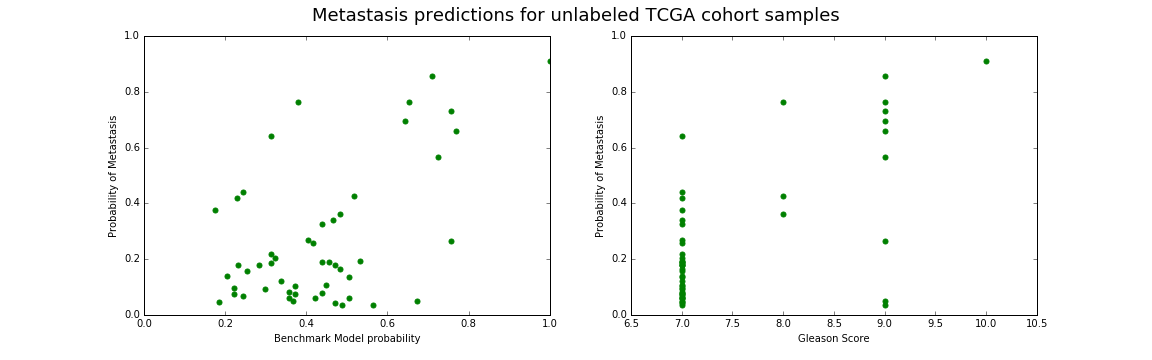 Metastasis predictions for unlabeled TCGA cohort samples
1.0
0.8
0.6
0.4
0.2
0.0
Probability of Metastasis
0.0 0.2 0.4 0.6 0.8 1.0
Benchmark Model probability
1.0
0.8
0.6
0.4
0.2
0.0
Probability of Metastasis
6.5 7.0 7.5 8.0 8.5 9.0 9.5 10.0 10.5
Gleason Score